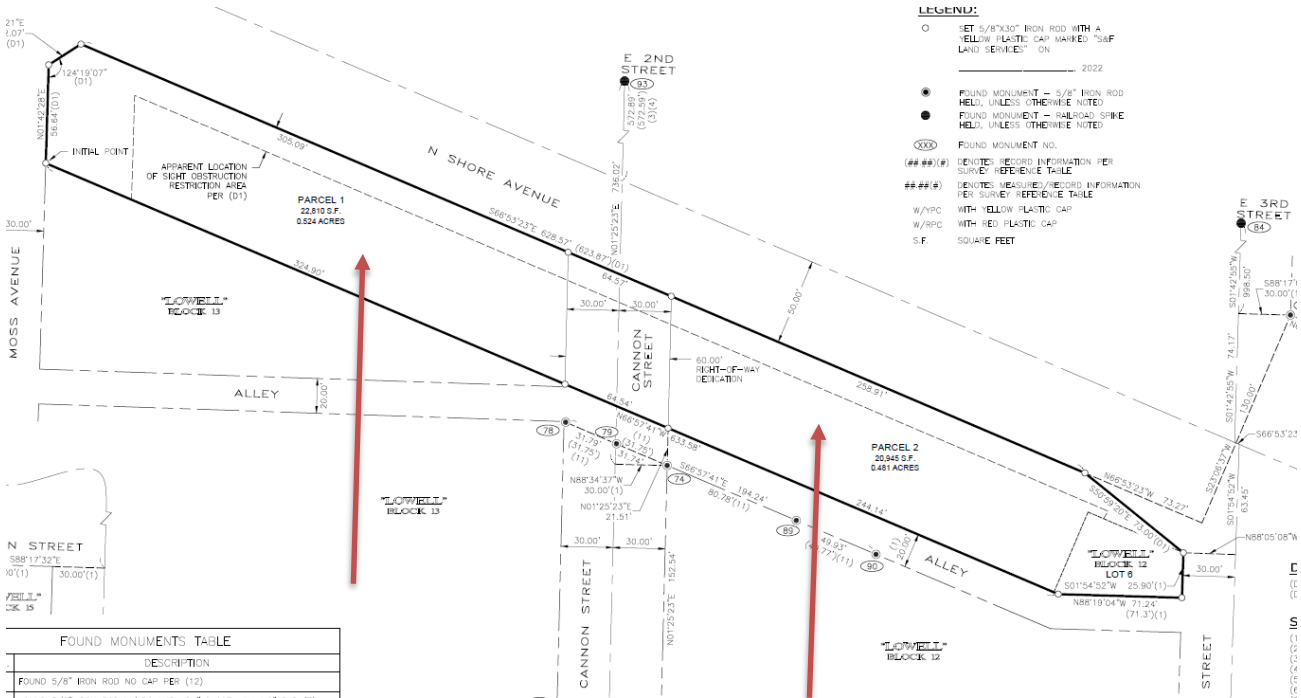 LEGEND:
SET 5/8"X30" IRON ROD WITH A
YELLOW PLASTIC CAP MARKED "S&F
LAND SERVICES" ON
2022
FOUND MONUMENT – 5/8" IRON ROD
HELD, UNLESS OTHERWISE NOTED
FOUND MONUMENT – RAILROAD SPIKE
HELD, UNLESS OTHERWISE NOTED
XXX FOUND MONUMENT NO.
(##.##)(#) DENOTES RECORD INFORMATION PER
SURVEY REFERENCE TABLE
##.##(#) DENOTES MEASURED/RECORD INFORMATION
PER SURVEY REFERENCE TABLE
W/YPC WITH YELLOW PLASTIC CAP
W/RPC WITH RED PLASTIC CAP
S.F. SQUARE FEET
21"E
2.07'
(D1)
124°19'07"
(D1)
N01°42'28"E
56.64'(D1)
INITIAL POINT
APPARENT LOCATION
OF SIGHT OBSTRUCTION
RESTRICTION AREA
PER (D1)
305.09'
PARCEL 1
22,810 S.F.
0.524 ACRES
N SHORE AVENUE
S66°53'23"E 628.57' (623.87')(D1)
64.57'
E 2ND
STREET
93
572.89'
(572.59')
(3)(4)
N01°25'23"E 736.02'
50.00'
E 3RD
STREET
84
S01°42'55"W
998.50'
S88°17'0
30.00'(1
S01°42'55"W 74.17'
130.00'
S23°06'37"W
S66°53'23
S01°54'52"W
63.45'
30.00'
MOSS AVENUE
324.90'
"LOWELL"
BLOCK 13
30.00'
30.00'
CANNON
STREET
60.00'
RIGHT-OF-WAY
DEDICATION
258.91'
ALLEY
20.00'
64.54'
N66°57'41"W 633.58'
(11)
78
79
31.79'
(31.75')
(11)
(31.75')
31.74'
N88°34'37"W
30.00'(1)
74
N01°25'23"E
21.51'
S66°57'41"E 194.24'
80.78'(11)
89
49.93'
90
244.14'
PARCEL 2
20,945 S.F.
0.481 ACRES
(1)
20.00'
ALLEY
N66°53'23"W 73.27'
S50°59'20"E 73.00'(D1)
"LOWELL"
BLOCK 12
LOT 6
S01°54'52"W 25.90'(1)
N88°19'04"W 71.24'
(71.3')(1)
30.00'
N88°05'08"W
"LOWELL"
BLOCK 13
30.00'
30.00'
CANNON STREET
N01°25'23"E 152.54'
"LOWELL"
BLOCK 12
STREET
N STREET
S88°17'32"E
30.00'(1)
BLOCK 15
FOUND MONUMENTS TABLE
DESCRIPTION
FOUND 5/8" IRON ROD NO CAP PER (12)